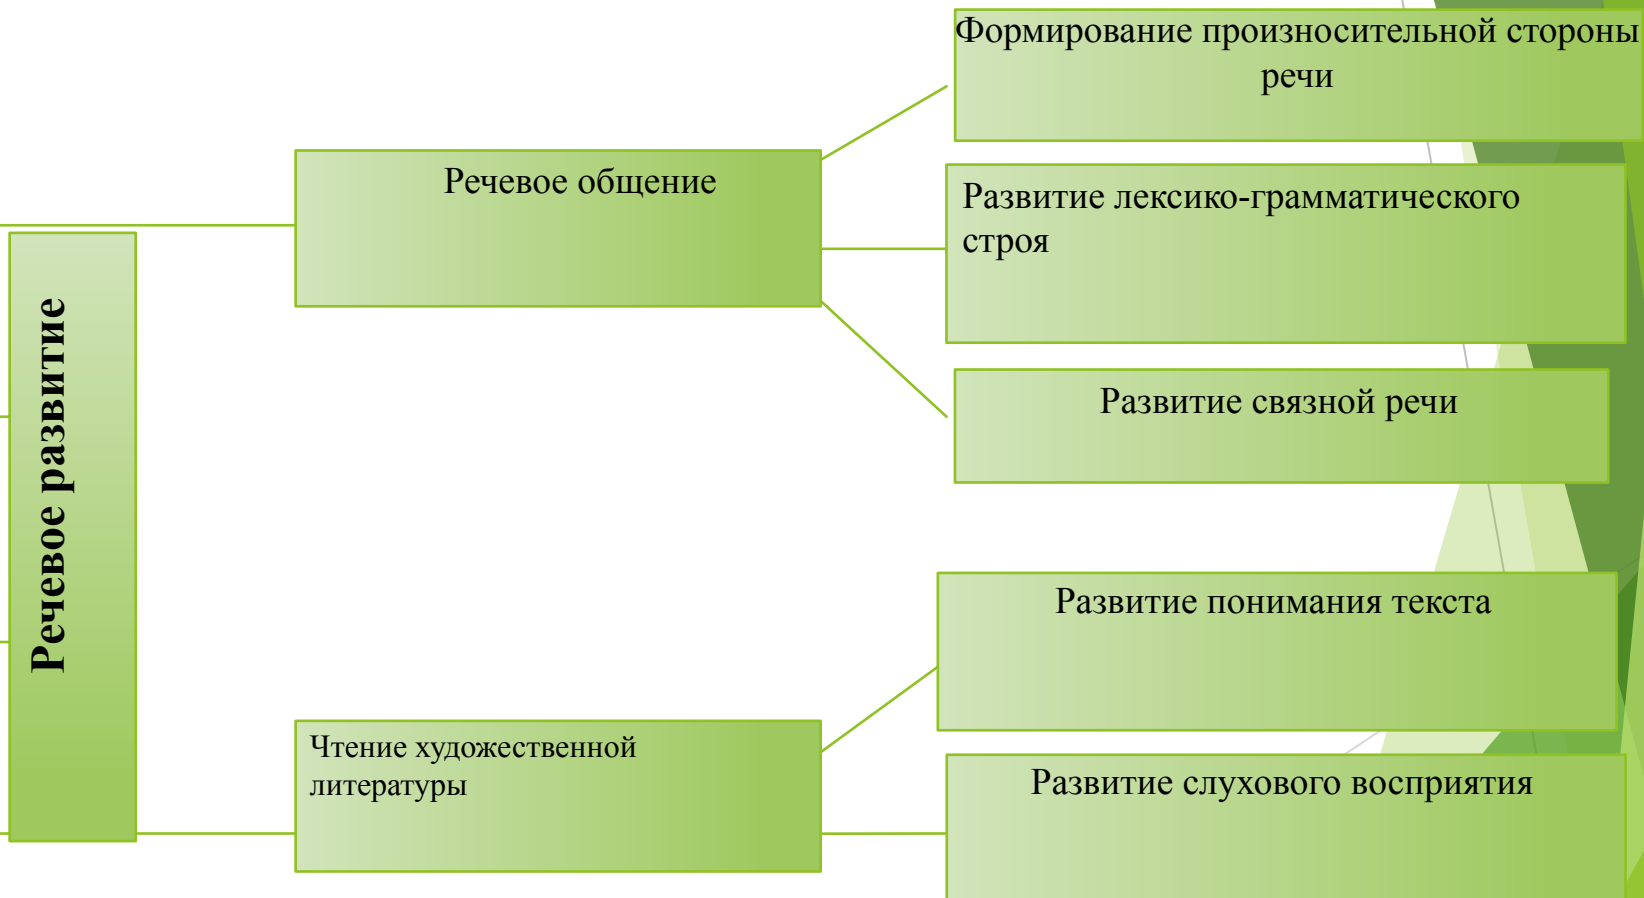 Речевое развитие
Речевое общение
Формирование произносительной стороны
речи
Развитие лексико-грамматического
строя
Развитие связной речи
Чтение художественной
литературы
Развитие понимания текста
Развитие слухового восприятия